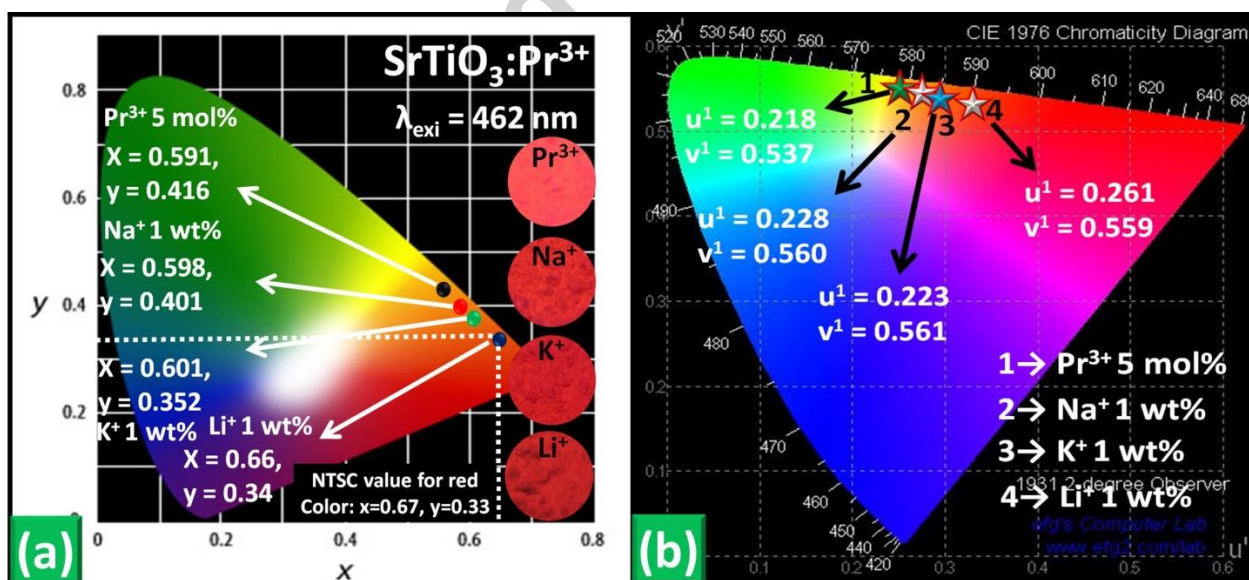 SrTiO₃:Pr³⁺
λexi = 462 nm
Pr³⁺ 5 mol%
X = 0.591,
y = 0.416
Na⁺ 1 wt%
X = 0.598,
y = 0.401
X = 0.601,
y = 0.352
K⁺ 1 wt%
Li⁺ 1 wt%
X = 0.66,
y = 0.34
NTSC value for red
Color: x=0.67, y=0.33
Pr³⁺
Na⁺
K⁺
Li⁺
0.8
0.6
0.4
0.2
y
0.2
0.4
0.6
0.8
x
(a)
CIE 1976 Chromaticity Diagram
520
530
540
550
560
570
580
590
600
610
620
640
680
490
480
470
460
450
440
420
0.6
0.5
0.3
0.2
0.1
0.1
0.2
0.3
0.4
0.5
0.6
u'
1
2
3
4
u¹ = 0.218
v¹ = 0.537
u¹ = 0.228
v¹ = 0.560
u¹ = 0.223
v¹ = 0.561
u¹ = 0.261
v¹ = 0.559
1→ Pr³⁺ 5 mol%
2→ Na⁺ 1 wt%
3→ K⁺ 1 wt%
1931 2-degree Observer
4→ Li⁺ 1 wt%
efg's Computer Lab
www.efg2.com/lab
(b)